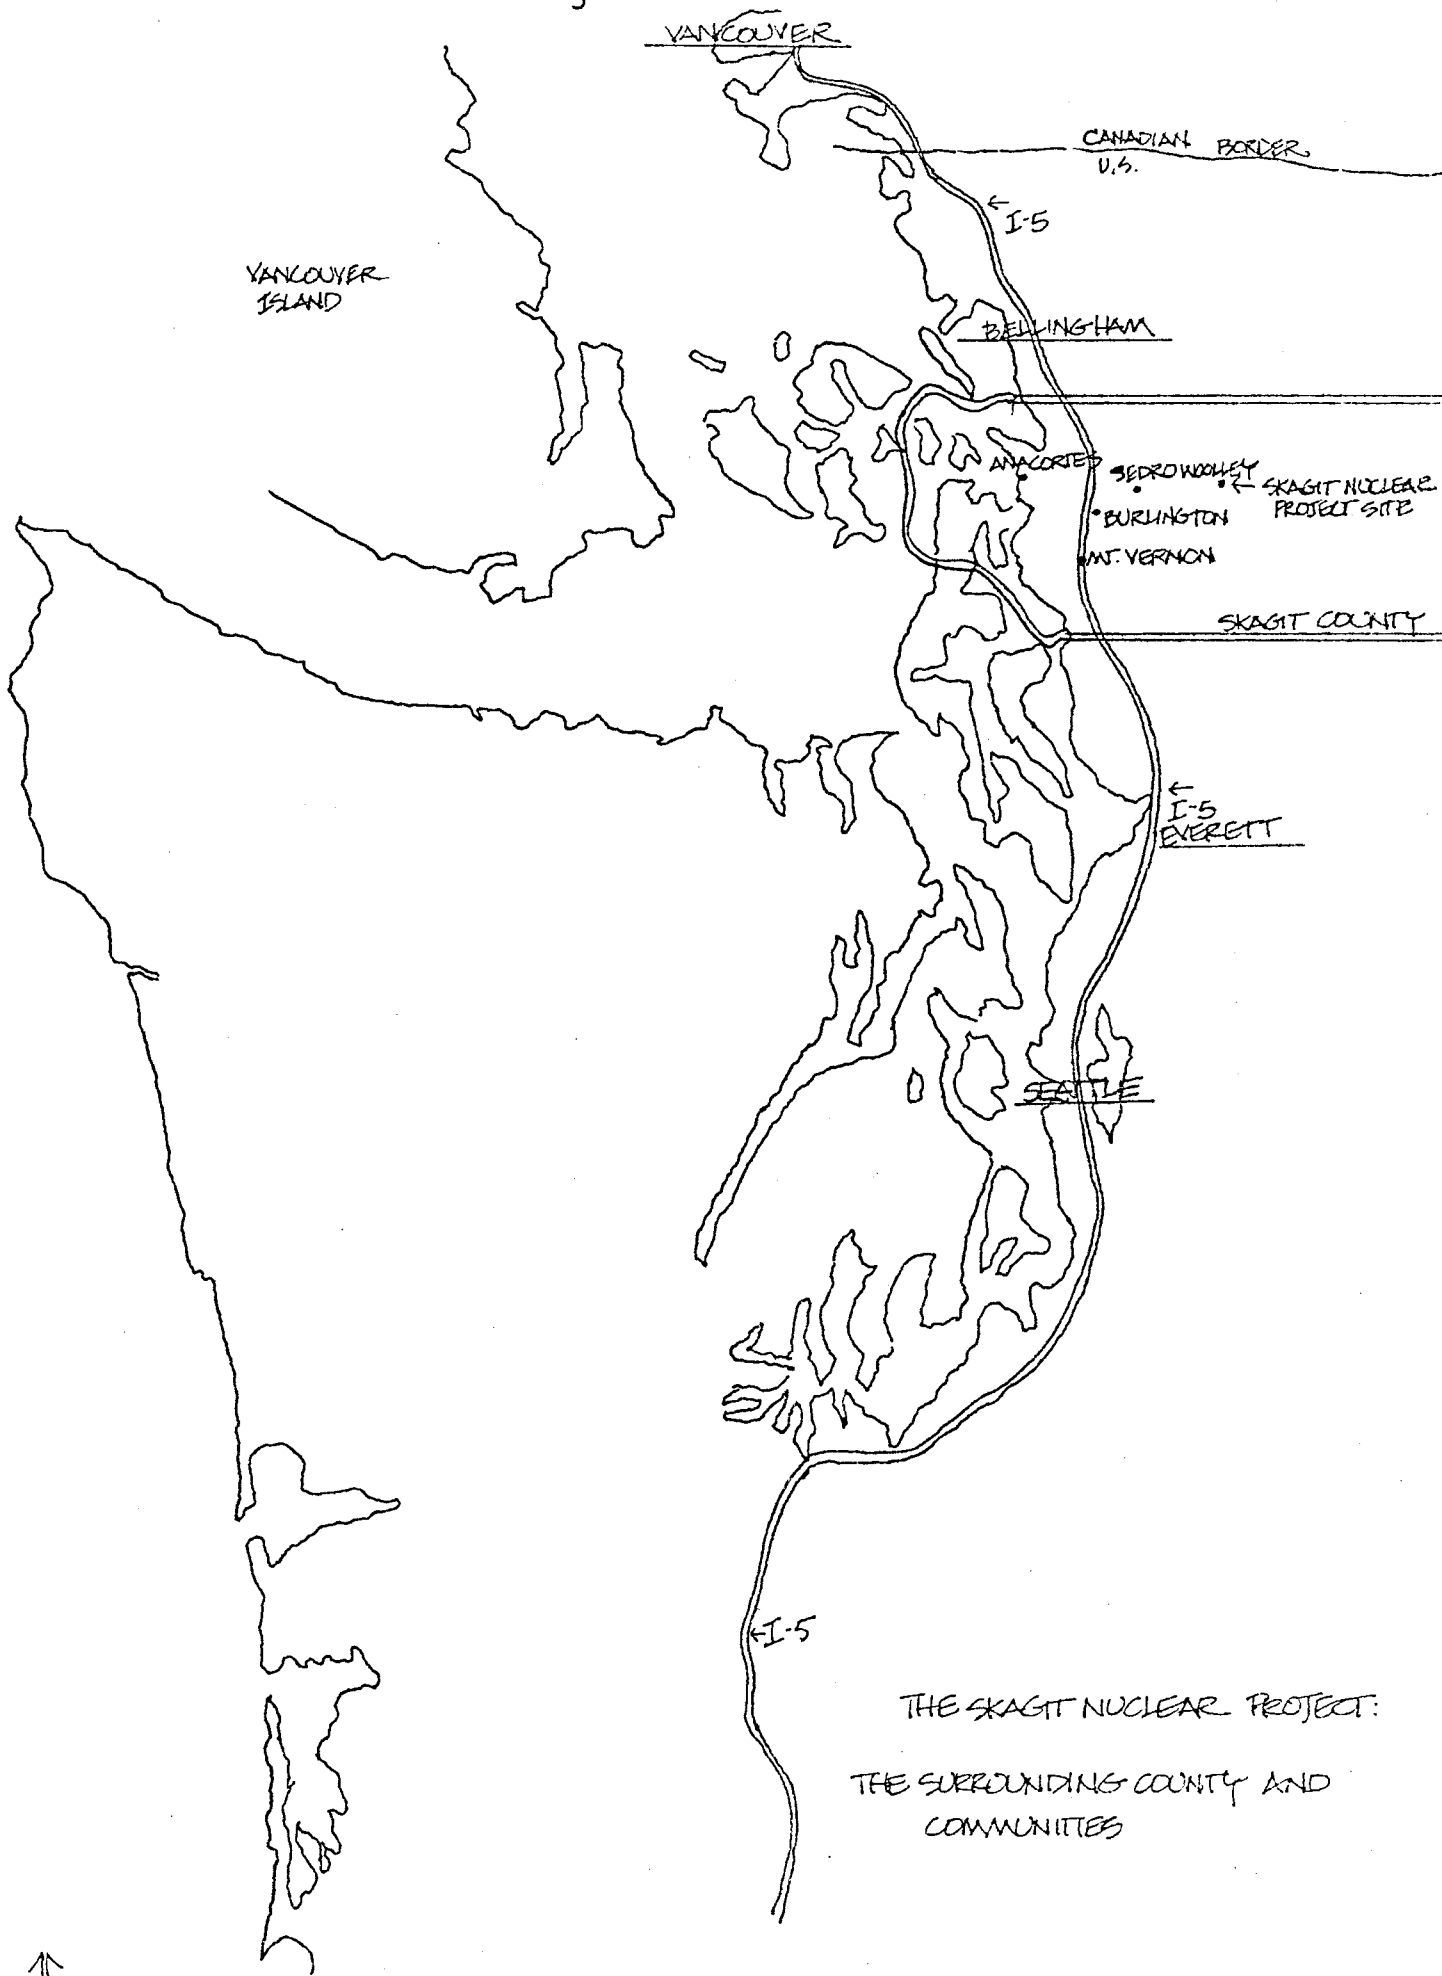 VANCOUVER
CANADIAN BORDER
U.S.
← I-5
VANCOUVER
ISLAND
BELLINGHAM
ANACORTES
SEDRO WOOLLEY
← SKAGIT NUCLEAR
PROJECT SITE
BURLINGTON
MT. VERNON
SKAGIT COUNTY
← I-5
EVERETT
SEATTLE
←I-5
THE SKAGIT NUCLEAR PROJECT:
THE SURROUNDING COUNTY AND
COMMUNITIES